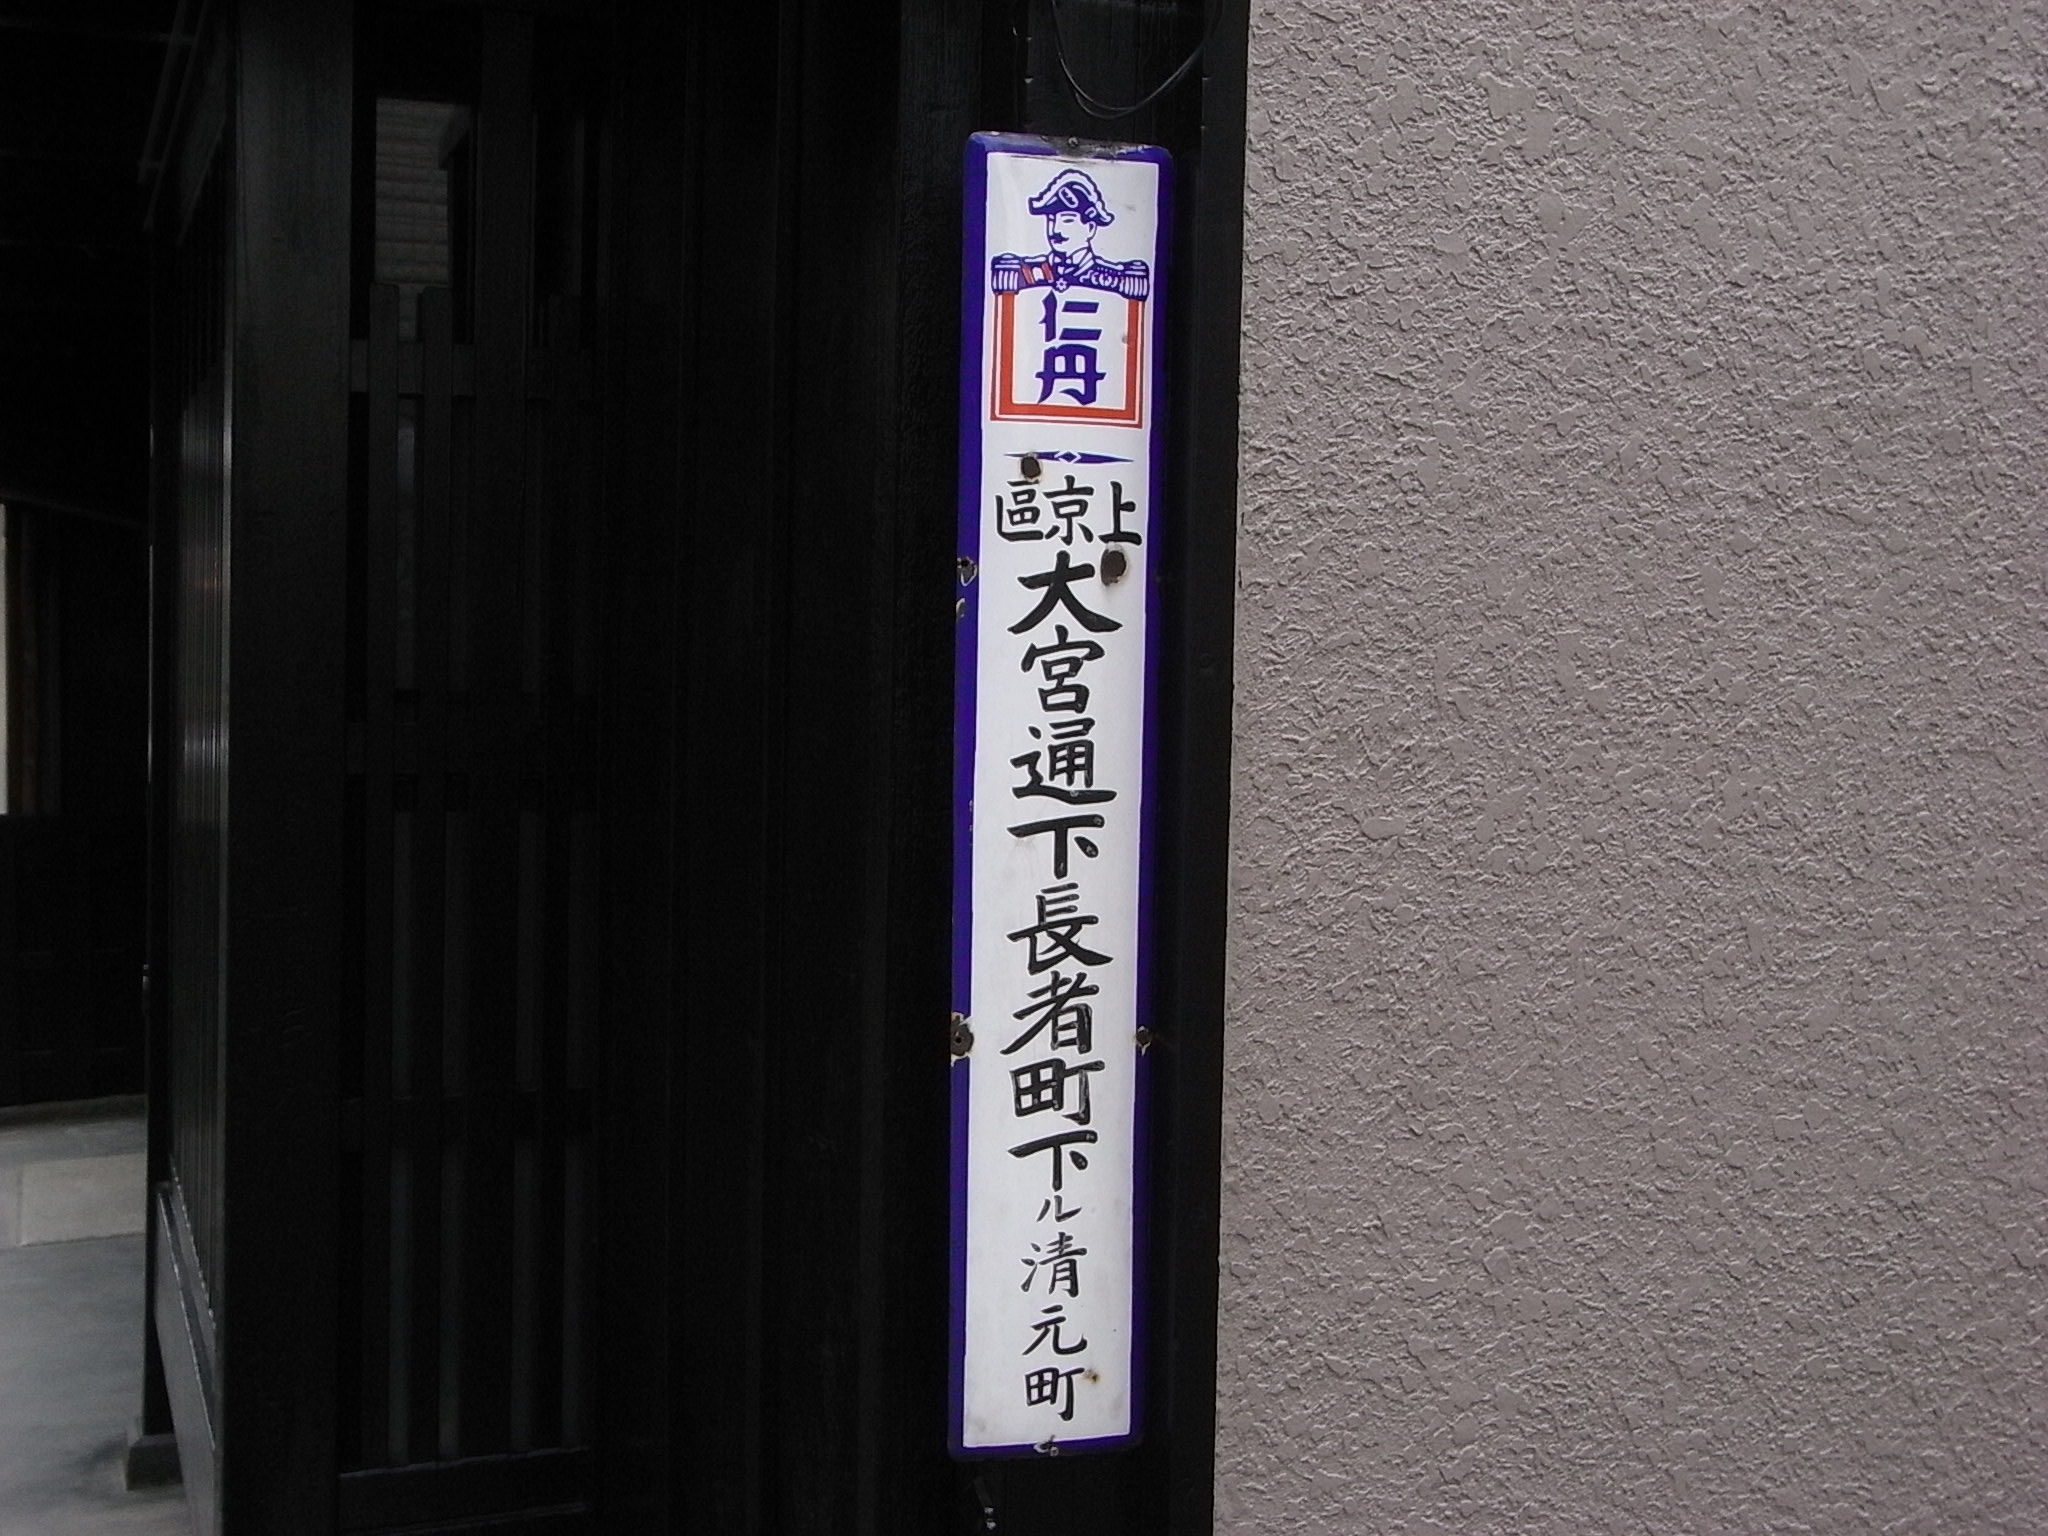 仁丹
上京區
大宮通下長者町下ル清元町